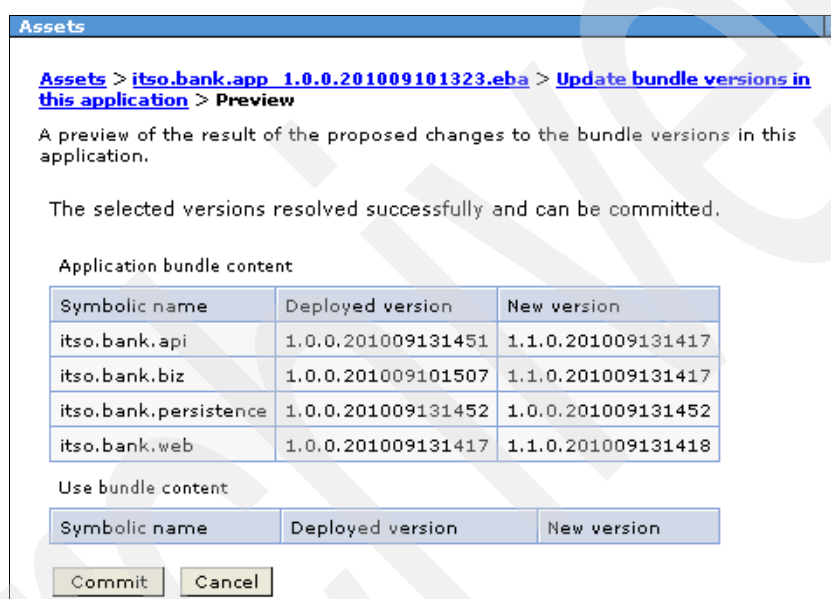 Assets
Assets > itso.bank.app_1.0.0.201009101323.eba > Update bundle versions in
this application > Preview
A preview of the result of the proposed changes to the bundle versions in this
application.
The selected versions resolved successfully and can be committed.
Application bundle content
Symbolic name Deployed version New version
itso.bank.api 1.0.0.201009131451 1.1.0.201009131417
itso.bank.biz 1.0.0.201009101507 1.1.0.201009131417
itso.bank.persistence 1.0.0.201009131452 1.0.0.201009131452
itso.bank.web 1.0.0.201009131417 1.1.0.201009131418
Use bundle content
Symbolic name Deployed version New version
Commit Cancel